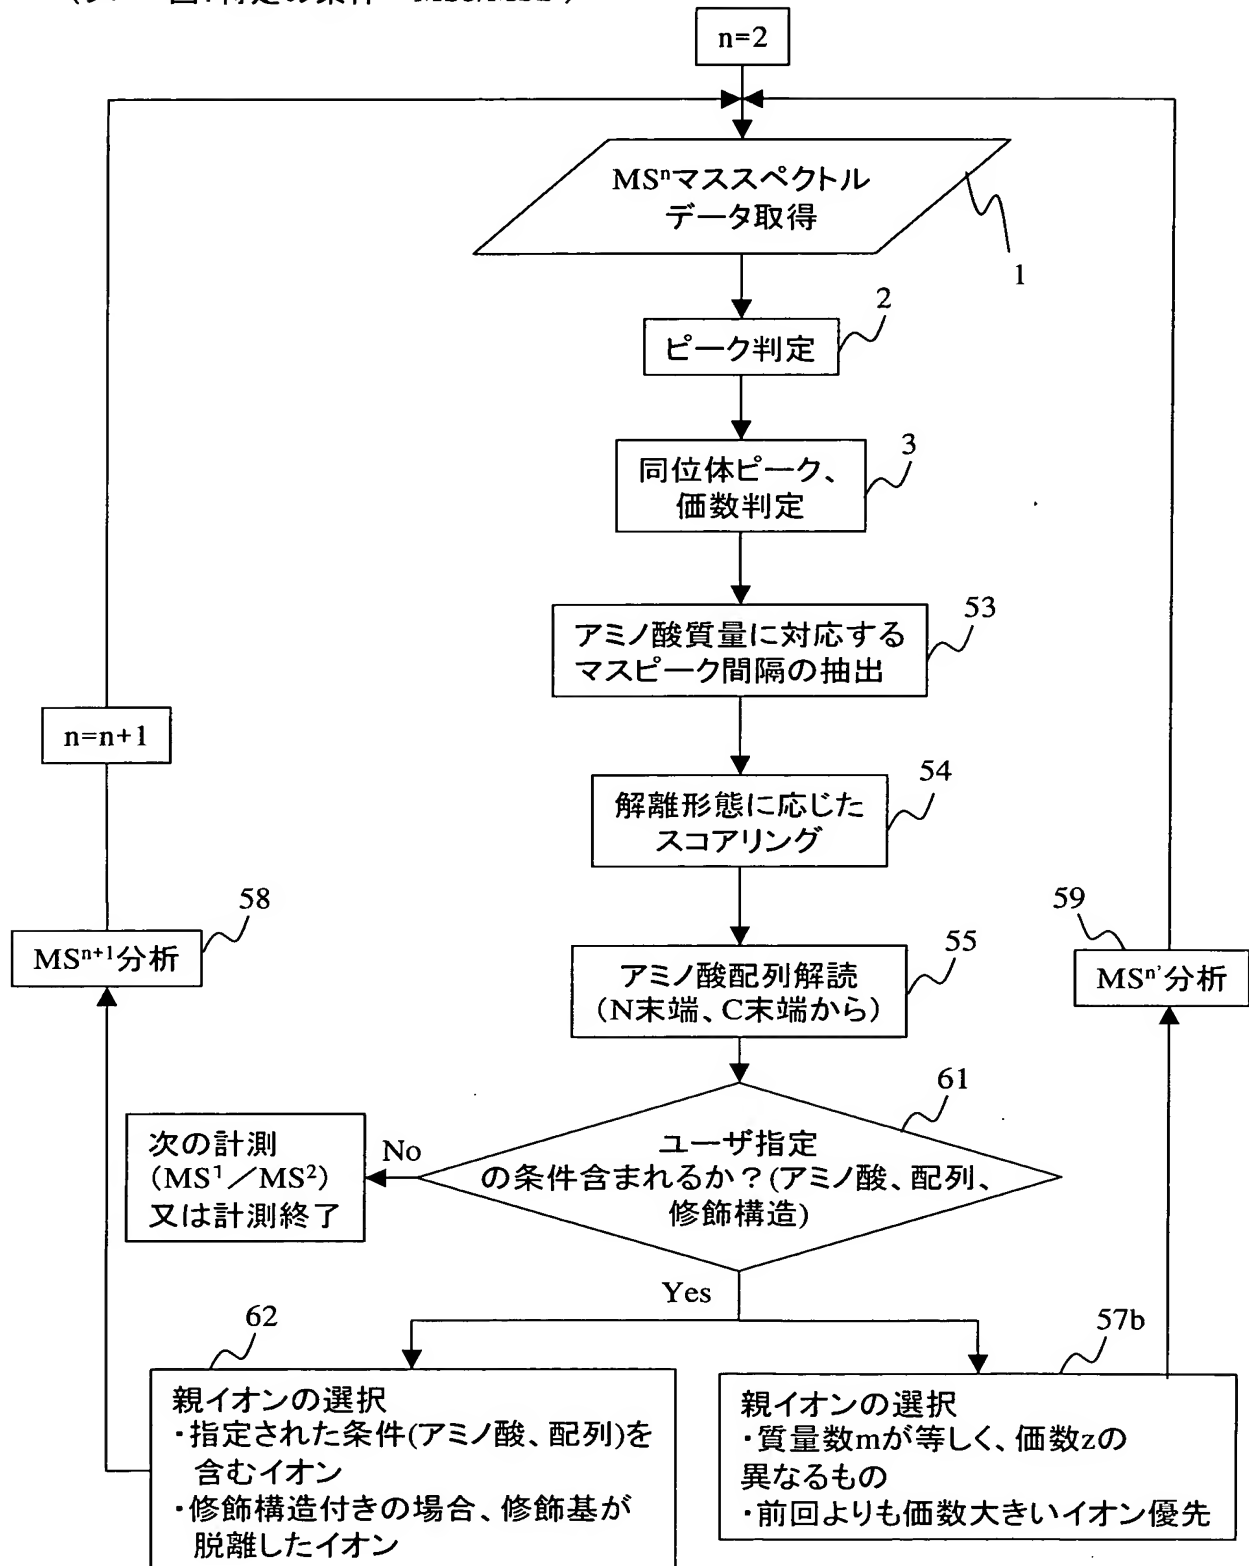 n=2
MSⁿマススペクトル
データ取得
1
2
ピーク判定
3
同位体ピーク、
価数判定
53
アミノ酸質量に対応する
マスピーク間隔の抽出
n=n+1
54
解離形態に応じた
スコアリング
58
MSⁿ⁺¹分析
59
MSⁿ'分析
55
アミノ酸配列解読
(N末端、C末端から)
61
ユーザ指定
の条件含まれるか?(アミノ酸、配列、
修飾構造)
No
次の計測
(MS¹/MS²)
又は計測終了
Yes
62
親イオンの選択
・指定された条件(アミノ酸、配列)を
含むイオン
・修飾構造付きの場合、修飾基が
脱離したイオン
57b
親イオンの選択
・質量数mが等しく、価数zの
異なるもの
・前回よりも価数大きいイオン優先